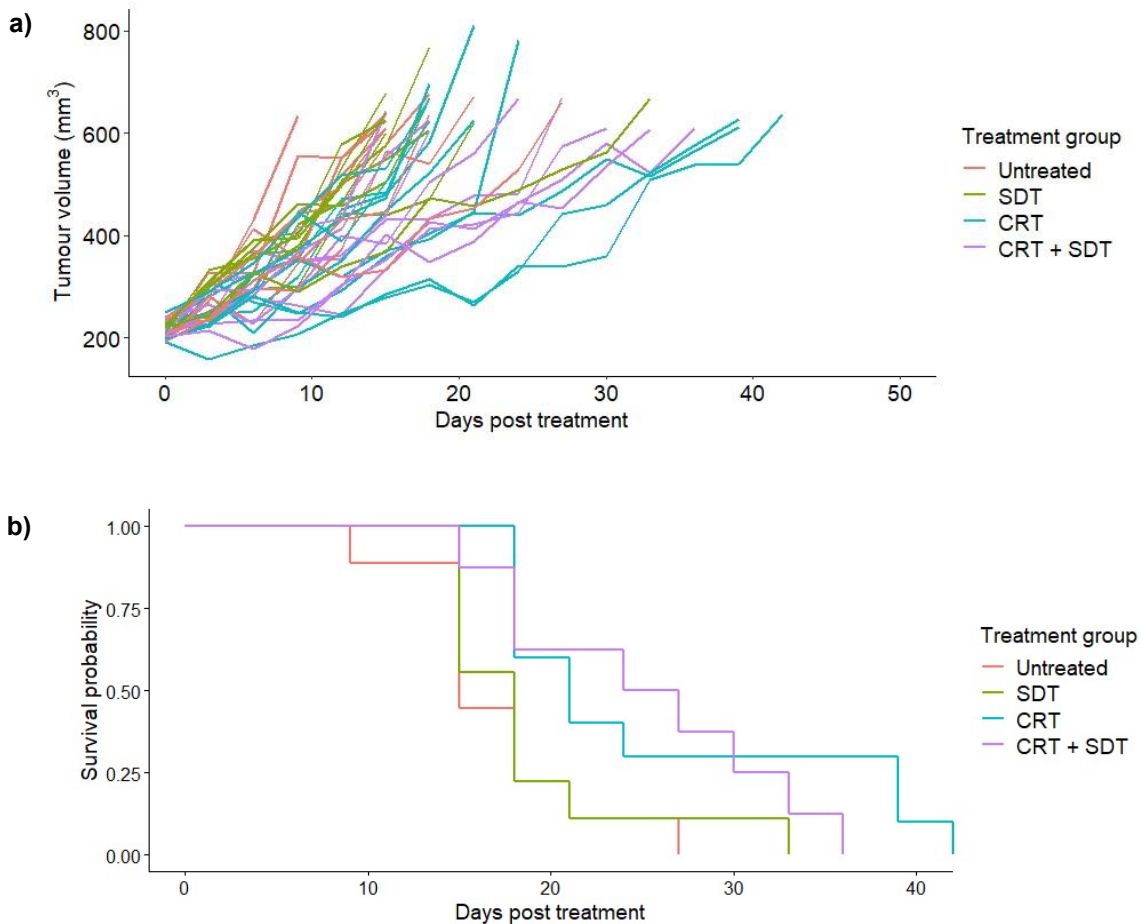 a)
Tumour volume (mm³)
800
600
400
200
0 10 20 30 40 50
Days post treatment
Treatment group
Untreated
SDT
CRT
CRT + SDT
b)
Survival probability
1.00
0.75
0.50
0.25
0.00
0 10 20 30 40
Days post treatment
Treatment group
Untreated
SDT
CRT
CRT + SDT